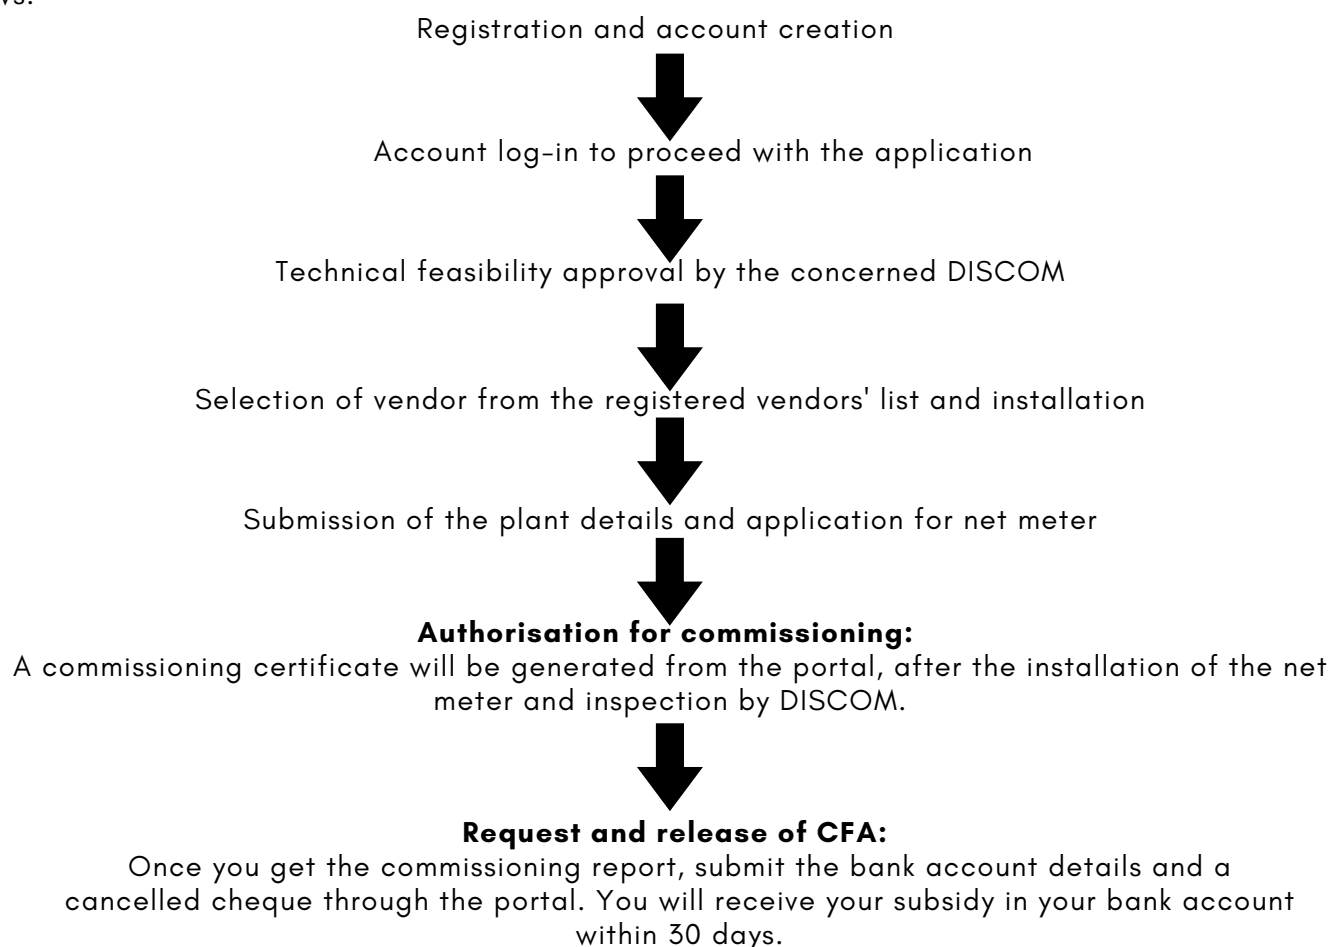 Registration and account creation
Account log-in to proceed with the application
Technical feasibility approval by the concerned DISCOM
Selection of vendor from the registered vendors' list and installation
Submission of the plant details and application for net meter
Authorisation for commissioning:
A commissioning certificate will be generated from the portal, after the installation of the net
meter and inspection by DISCOM.
Request and release of CFA:
Once you get the commissioning report, submit the bank account details and a
cancelled cheque through the portal. You will receive your subsidy in your bank account
within 30 days.